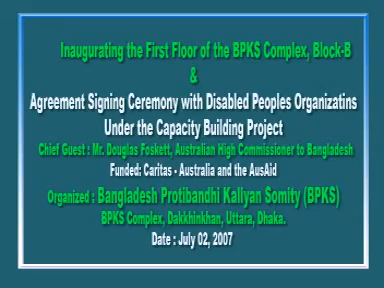 Inaugurating the First Floor of the BPKS Complex, Block-B
&
Agreement Signing Ceremony with Disabled Peoples Organizatins
Under the Capacity Building Project
Chief Guest : Mr. Douglas Foskett, Australian High Commissioner to Bangladesh
Funded: Caritas - Australia and the AusAid
Organized : Bangladesh Protibandhi Kallyan Somity (BPKS)
BPKS Complex, Dakkhinkhan, Uttara, Dhaka.
Date : July 02, 2007